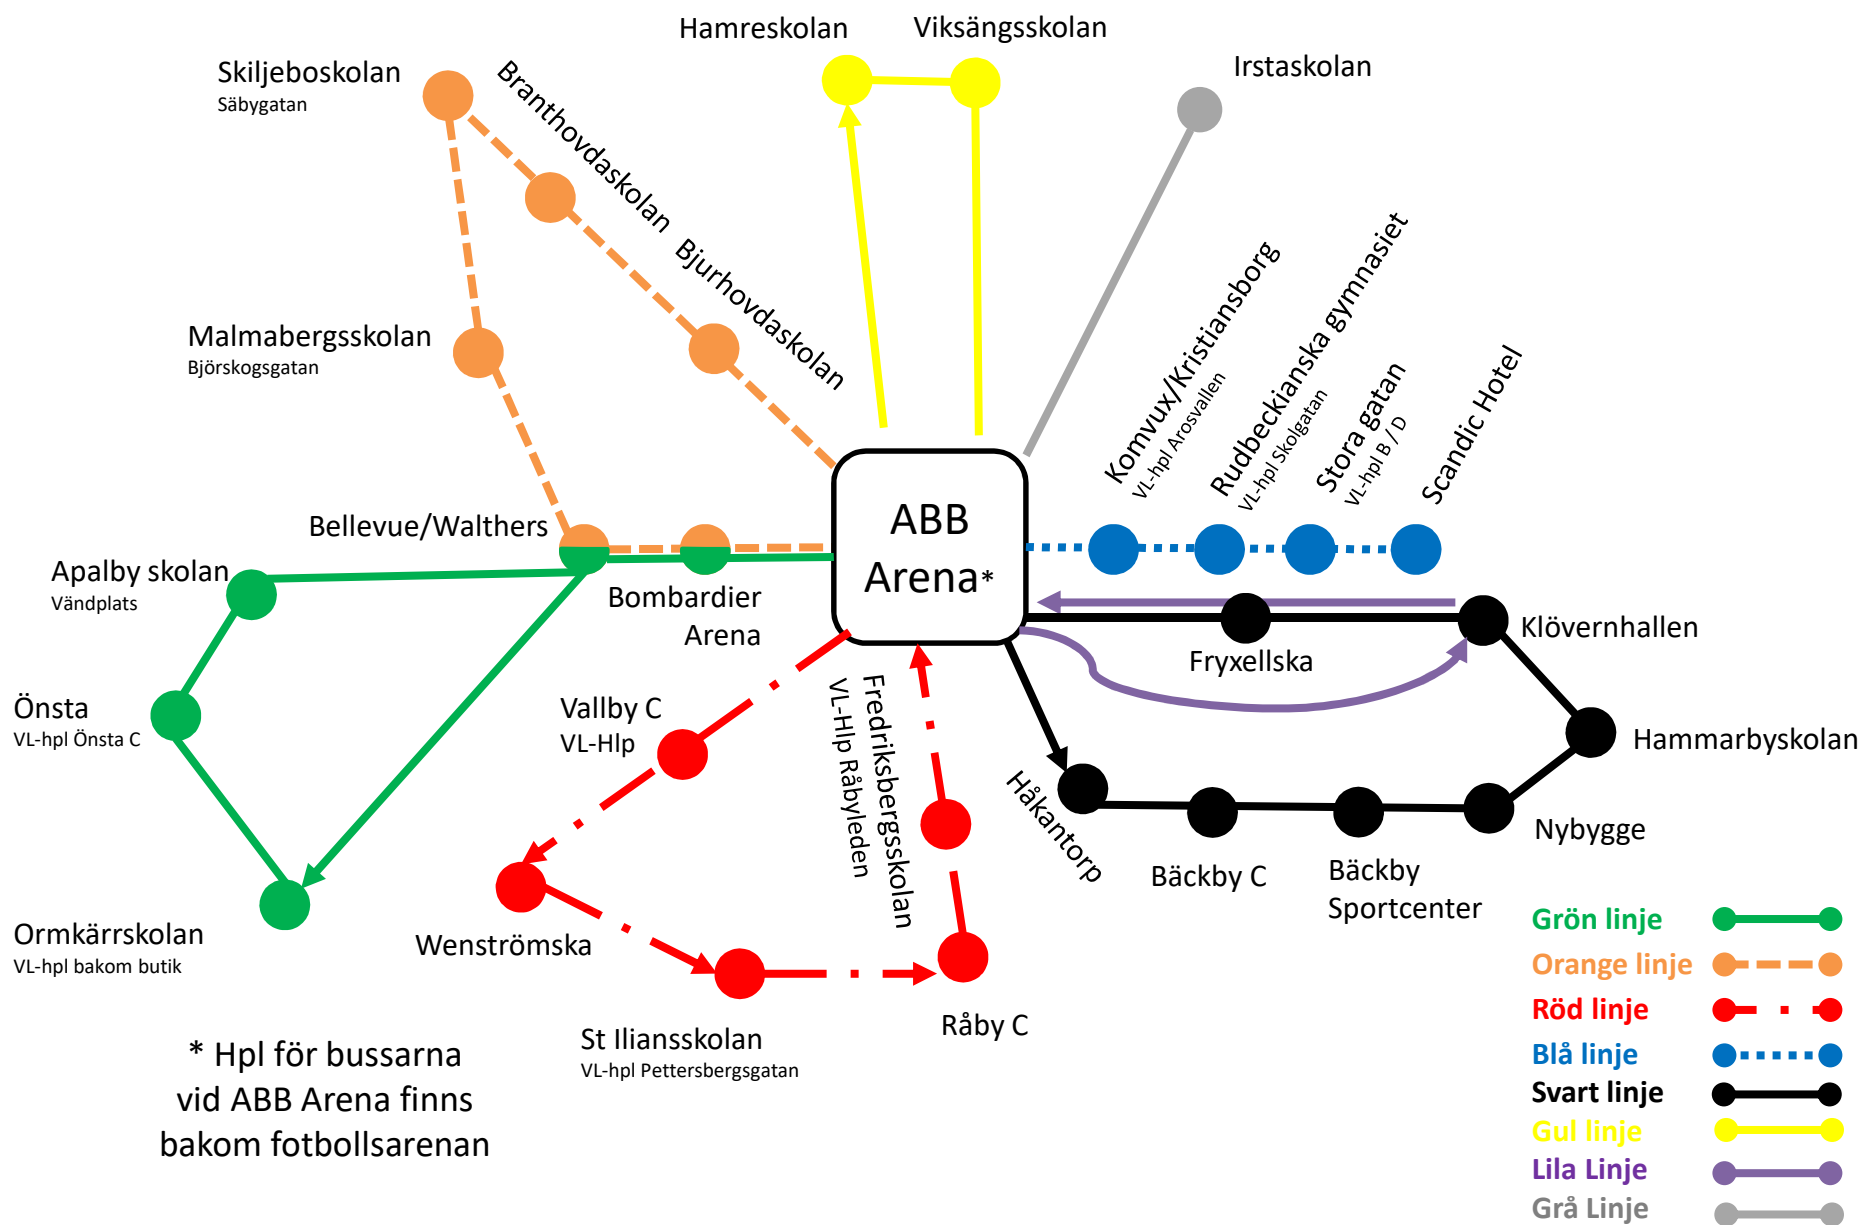 Hamreskolan
Viksängsskolan
Irstaskolan
Skiljeboskolan
Säbygatan
Branthovdaskolan
Bjurhovdaskolan
Malmabergsskolan
Björskogsgatan
Komvux/Kristiansborg
VL-hpl Arosvallen
Rudbeckianska gymnasiet
VL-hpl Skolgatan
Stora gatan
VL-hpl B / D
Scandic Hotel
Bellevue/Walthers
ABB
Arena*
Apalby skolan
Vändplats
Bombardier
Arena
Fryxellska
Klövernhallen
Önsta
VL-hpl Önsta C
Vallby C
VL-Hlp
Fredriksbergsskolan
VL-Hlp Råbyleden
Håkantorp
Hammarbyskolan
Bäckby C
Bäckby
Sportcenter
Nybygge
Ormkärrskolan
VL-hpl bakom butik
Wenströmska
St Iliansskolan
VL-hpl Pettersbergsgatan
Råby C
* Hpl för bussarna
vid ABB Arena finns
bakom fotbollsarenan
Grön linje
Orange linje
Röd linje
Blå linje
Svart linje
Gul linje
Lila Linje
Grå Linje